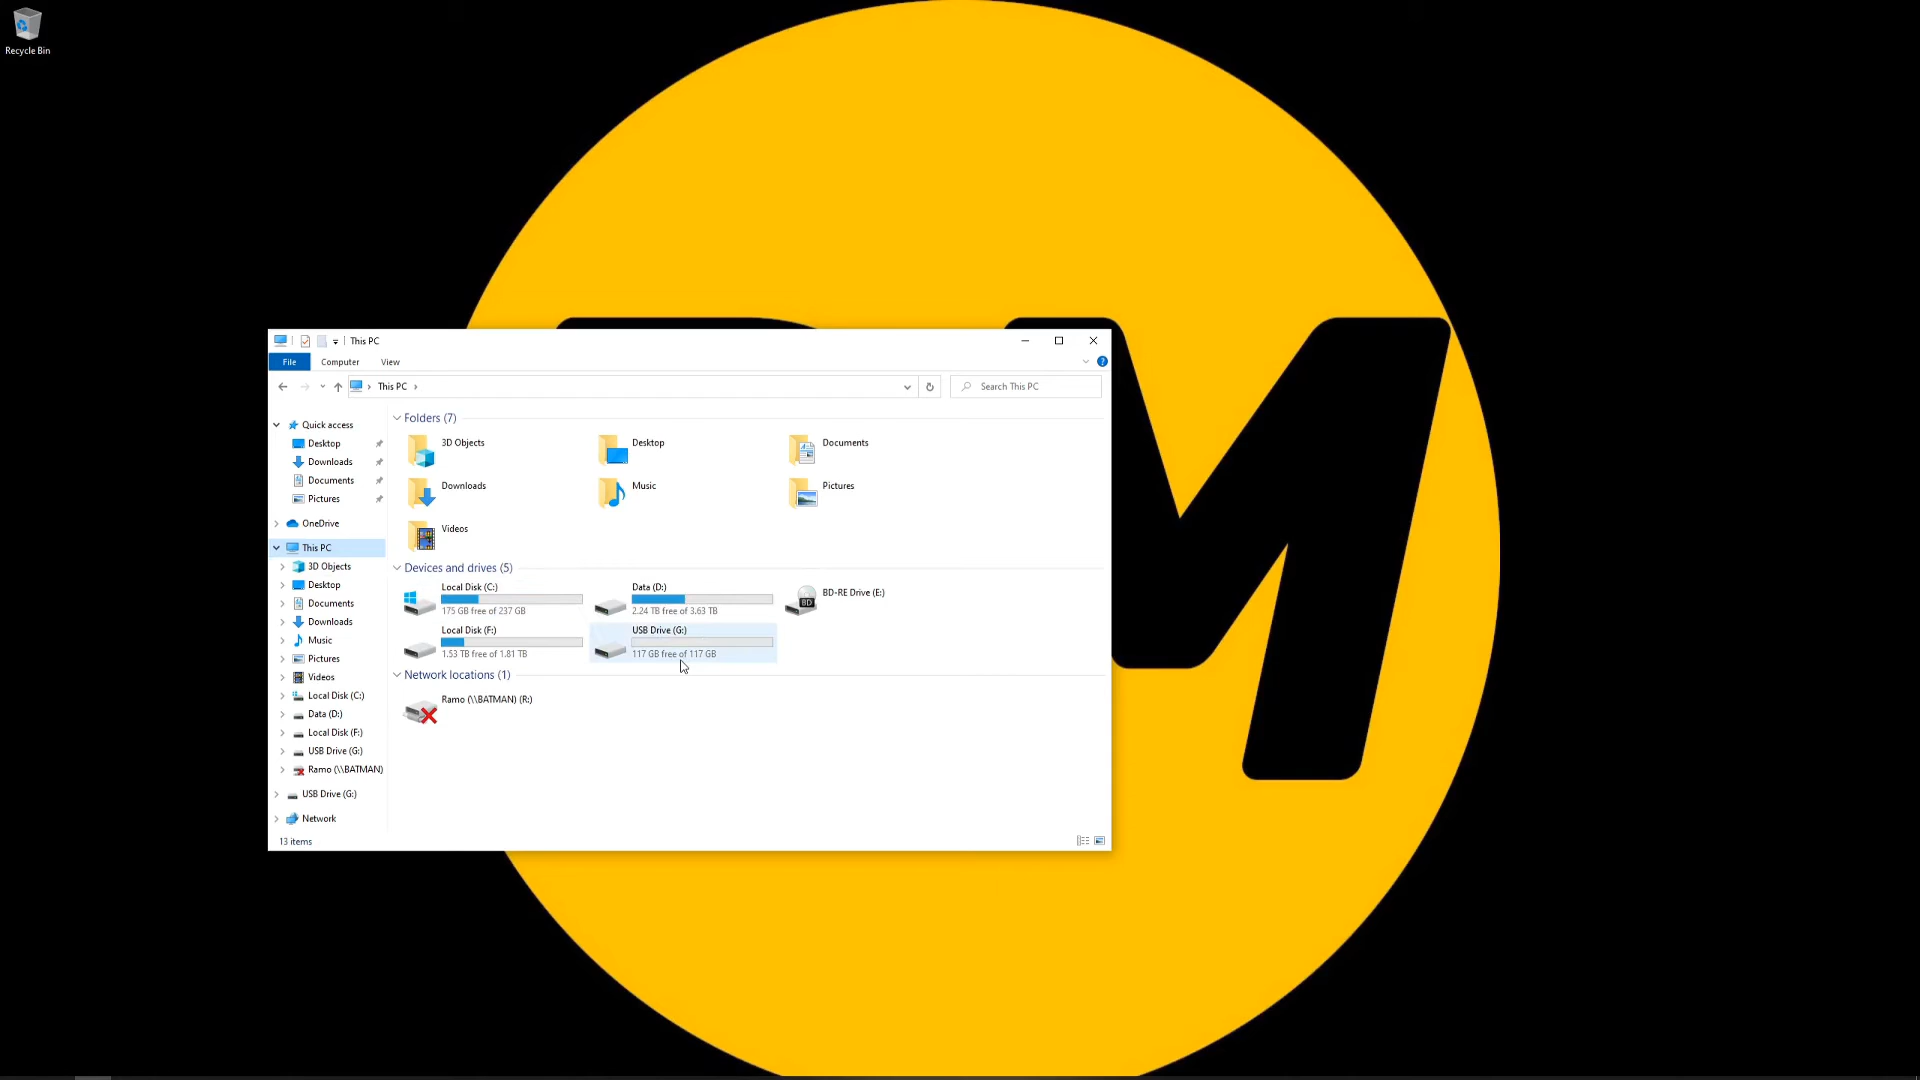 Recycle Bin
This PC
File
Computer
View
This PC
Search This PC
Quick access
Desktop
Downloads
Documents
Pictures
OneDrive
This PC
3D Objects
Desktop
Documents
Downloads
Music
Pictures
Videos
Local Disk (C:)
Data (D:)
Local Disk (F:)
USB Drive (G:)
Ramo (\\BATMAN)
USB Drive (G:)
Network
Folders (7)
3D Objects
Desktop
Documents
Downloads
Music
Pictures
Videos
Devices and drives (5)
Local Disk (C:)
175 GB free of 237 GB
Data (D:)
2.24 TB free of 3.63 TB
BD
BD-RE Drive (E:)
Local Disk (F:)
1.53 TB free of 1.81 TB
USB Drive (G:)
117 GB free of 117 GB
Network locations (1)
Ramo (\\BATMAN) (R:)
13 items
M